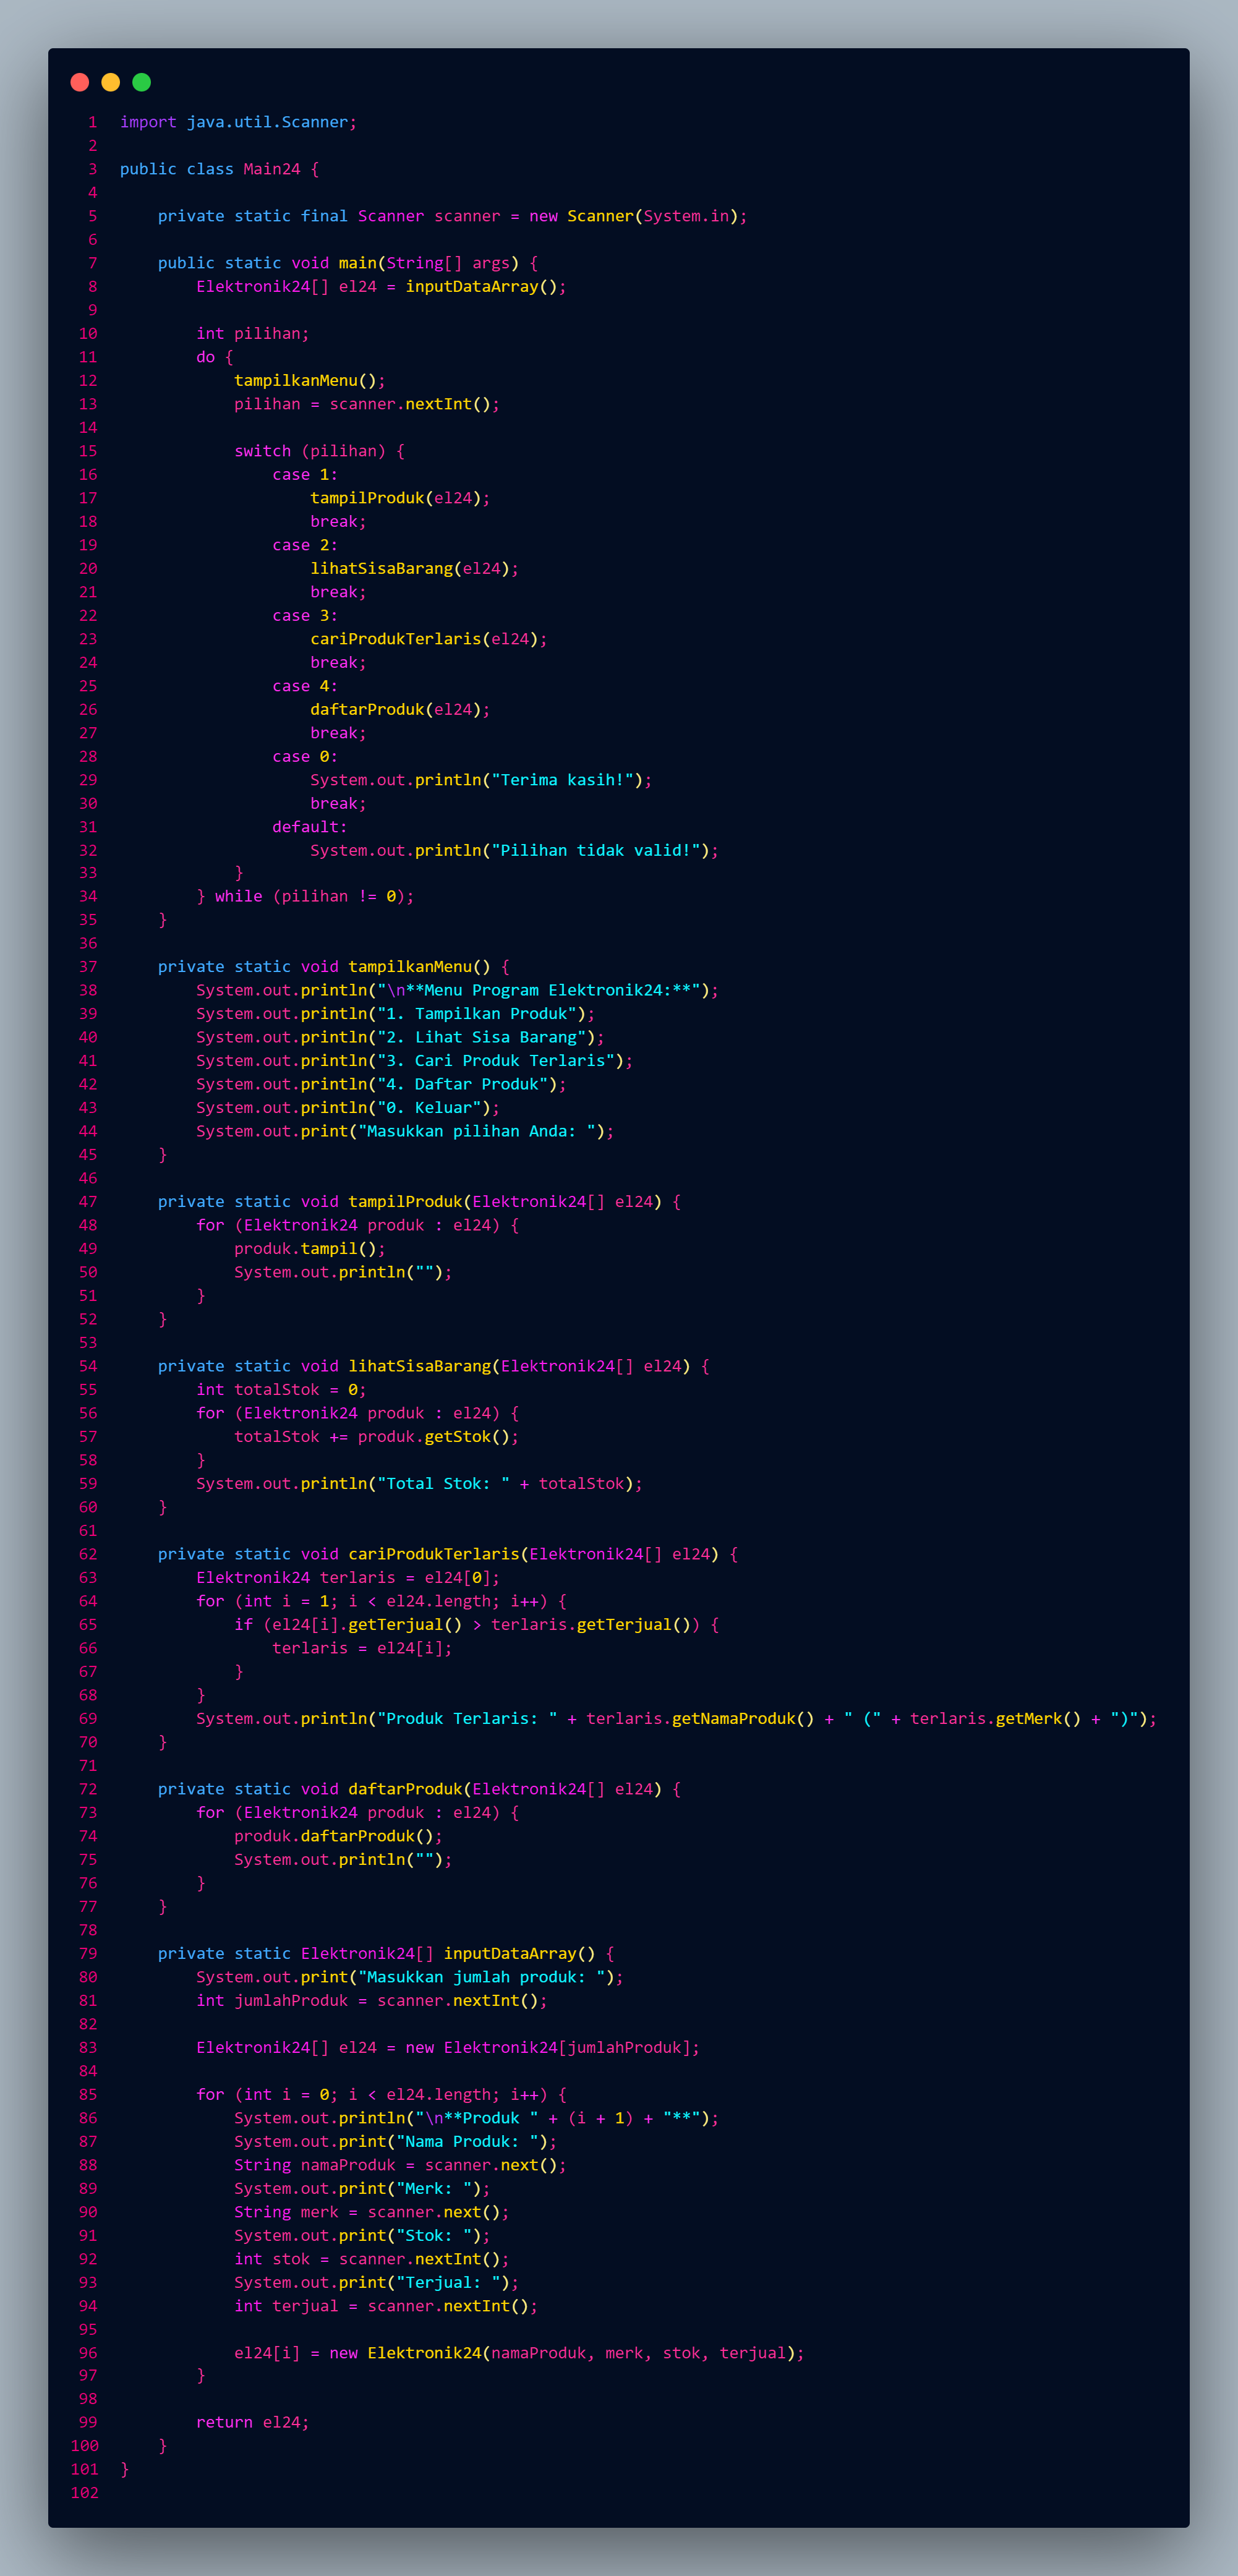 1 import java.util.Scanner;
2
3 public class Main24 {
4
5     private static final Scanner scanner = new Scanner(System.in);
6
7     public static void main(String[] args) {
8         Elektronik24[] el24 = inputDataArray();
9
10         int pilihan;
11         do {
12             tampilkanMenu();
13             pilihan = scanner.nextInt();
14
15             switch (pilihan) {
16                 case 1:
17                     tampilProduk(el24);
18                     break;
19                 case 2:
20                     lihatSisaBarang(el24);
21                     break;
22                 case 3:
23                     cariProdukTerlaris(el24);
24                     break;
25                 case 4:
26                     daftarProduk(el24);
27                     break;
28                 case 0:
29                     System.out.println("Terima kasih!");
30                     break;
31                 default:
32                     System.out.println("Pilihan tidak valid!");
33             }
34         } while (pilihan != 0);
35     }
36
37     private static void tampilkanMenu() {
38         System.out.println("\n**Menu Program Elektronik24:**");
39         System.out.println("1. Tampilkan Produk");
40         System.out.println("2. Lihat Sisa Barang");
41         System.out.println("3. Cari Produk Terlaris");
42         System.out.println("4. Daftar Produk");
43         System.out.println("0. Keluar");
44         System.out.print("Masukkan pilihan Anda: ");
45     }
46
47     private static void tampilProduk(Elektronik24[] el24) {
48         for (Elektronik24 produk : el24) {
49             produk.tampil();
50             System.out.println("");
51         }
52     }
53
54     private static void lihatSisaBarang(Elektronik24[] el24) {
55         int totalStok = 0;
56         for (Elektronik24 produk : el24) {
57             totalStok += produk.getStok();
58         }
59         System.out.println("Total Stok: " + totalStok);
60     }
61
62     private static void cariProdukTerlaris(Elektronik24[] el24) {
63         Elektronik24 terlaris = el24[0];
64         for (int i = 1; i < el24.length; i++) {
65             if (el24[i].getTerjual() > terlaris.getTerjual()) {
66                 terlaris = el24[i];
67             }
68         }
69         System.out.println("Produk Terlaris: " + terlaris.getNamaProduk() + " (" + terlaris.getMerk() + ")");
70     }
71
72     private static void daftarProduk(Elektronik24[] el24) {
73         for (Elektronik24 produk : el24) {
74             produk.daftarProduk();
75             System.out.println("");
76         }
77     }
78
79     private static Elektronik24[] inputDataArray() {
80         System.out.print("Masukkan jumlah produk: ");
81         int jumlahProduk = scanner.nextInt();
82
83         Elektronik24[] el24 = new Elektronik24[jumlahProduk];
84
85         for (int i = 0; i < el24.length; i++) {
86             System.out.println("\n**Produk " + (i + 1) + "**");
87             System.out.print("Nama Produk: ");
88             String namaProduk = scanner.next();
89             System.out.print("Merk: ");
90             String merk = scanner.next();
91             System.out.print("Stok: ");
92             int stok = scanner.nextInt();
93             System.out.print("Terjual: ");
94             int terjual = scanner.nextInt();
95
96             el24[i] = new Elektronik24(namaProduk, merk, stok, terjual);
97         }
98
99         return el24;
100     }
101 }
102